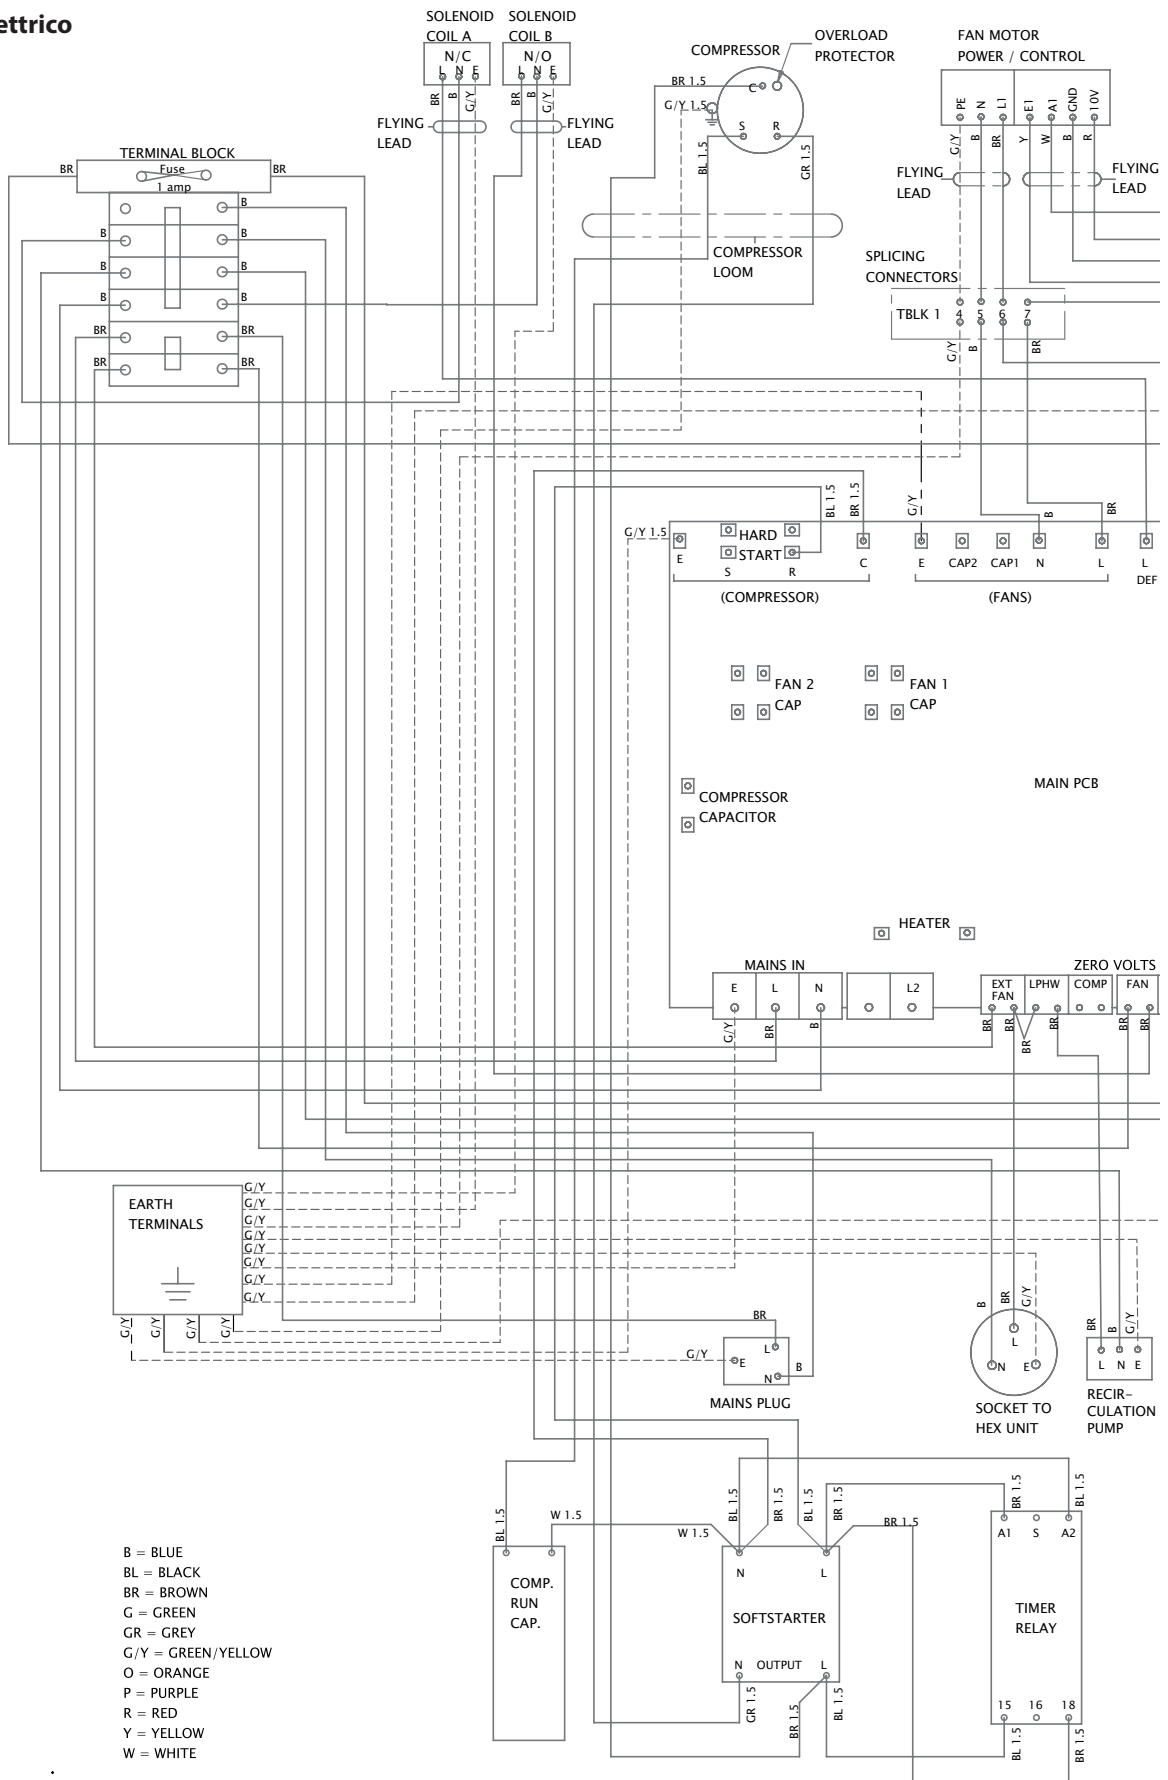 ettrico
SOLENOID
COIL A
SOLENOID
COIL B
N/C
L N E
N/O
L N E
BR
B
G/Y
BR
B
G/Y
FLYING
LEAD
FLYING
LEAD
COMPRESSOR
OVERLOAD
PROTECTOR
BR 1.5
G/Y 1.5
C
S
R
BL 1.5
GR 1.5
COMPRESSOR
LOOM
FAN MOTOR
POWER / CONTROL
PE
N
L1
E1
A1
GND
10V
G/Y
B
BR
Y
W
B
R
FLYING
LEAD
FLYING
LEAD
SPLICING
CONNECTORS
TBLK 1
4 5 6 7
G/Y
B
BR
TERMINAL BLOCK
BR
Fuse
1 amp
BR
B
B
B
B
B
B
B
BR
BR
BR
BR
G/Y 1.5
BL 1.5
BR 1.5
G/Y
B
BR
E
HARD
START
S
R
C
(COMPRESSOR)
E
CAP2
CAP1
N
L
L
DEF
(FANS)
FAN 2
CAP
FAN 1
CAP
COMPRESSOR
CAPACITOR
MAIN PCB
HEATER
MAINS IN
E
L
N
L2
ZERO VOLTS
EXT
FAN
LPHW
COMP
FAN
G/Y
BR
B
BR
BR
BR
BR
BR
BR
EARTH
TERMINALS
G/Y
G/Y
G/Y
G/Y
G/Y
G/Y
G/Y
G/Y
G/Y
G/Y
G/Y
G/Y
BR
G/Y
E
L
N
B
MAINS PLUG
B
BR
G/Y
L
N
E
SOCKET TO
HEX UNIT
BR
B
G/Y
L N E
RECIR-
CULATION
PUMP
BL 1.5
W 1.5
W 1.5
BL 1.5
BR 1.5
BL 1.5
BR 1.5
BR 1.5
BR 1.5
BL 1.5
COMP.
RUN
CAP.
N
L
SOFTSTARTER
N OUTPUT L
GR 1.5
BR 1.5
BL 1.5
A1 S A2
TIMER
RELAY
15 16 18
BL 1.5
BR 1.5
B = BLUE
BL = BLACK
BR = BROWN
G = GREEN
GR = GREY
G/Y = GREEN/YELLOW
O = ORANGE
P = PURPLE
R = RED
Y = YELLOW
W = WHITE